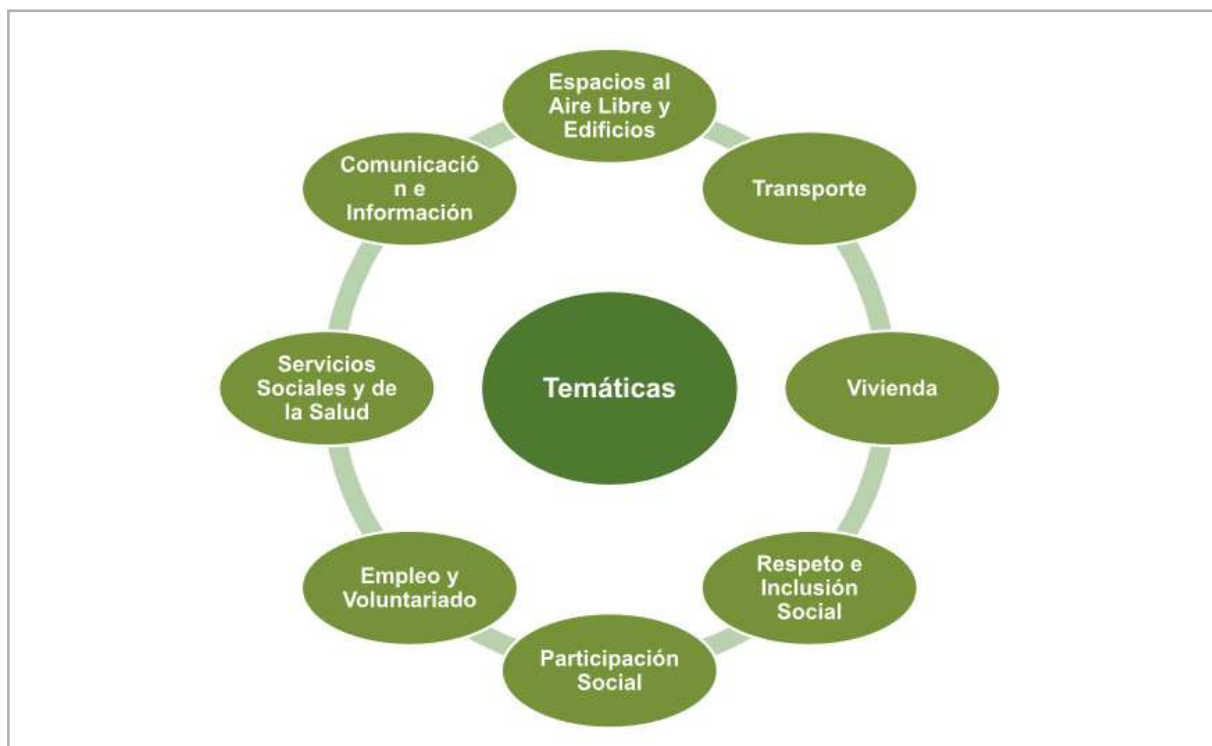 Espacios al
Aire Libre y
Edificios
Transporte
Vivienda
Respeto e
Inclusión
Social
Participación
Social
Empleo y
Voluntariado
Servicios
Sociales y de
la Salud
Comunicació
n e
Información
Temáticas